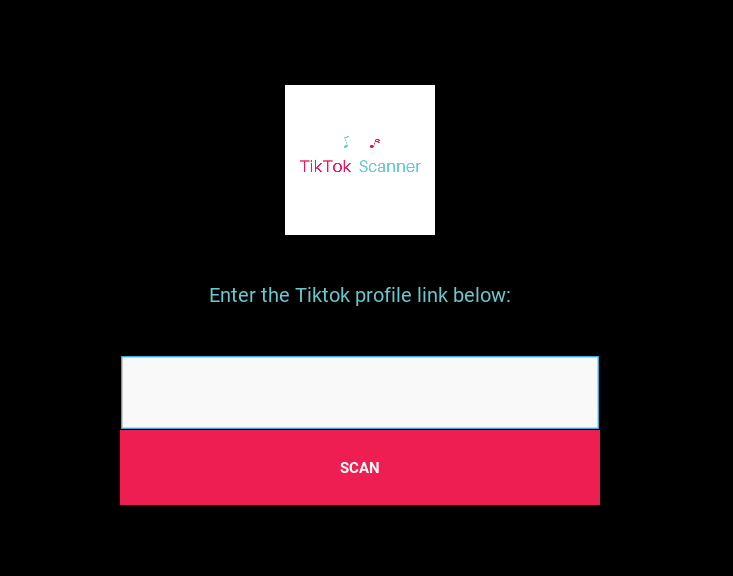 TikTok Scanner
Enter the Tiktok profile link below:
SCAN